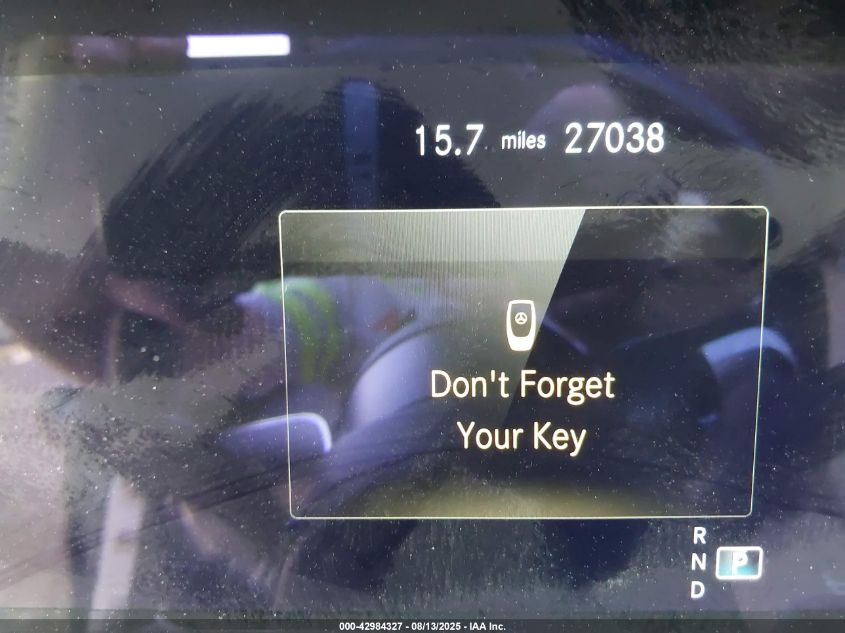 15.7 miles 27038
Don't Forget
Your Key
R
N P
D
000-42984327 - 08/13/2025 - IAA Inc.